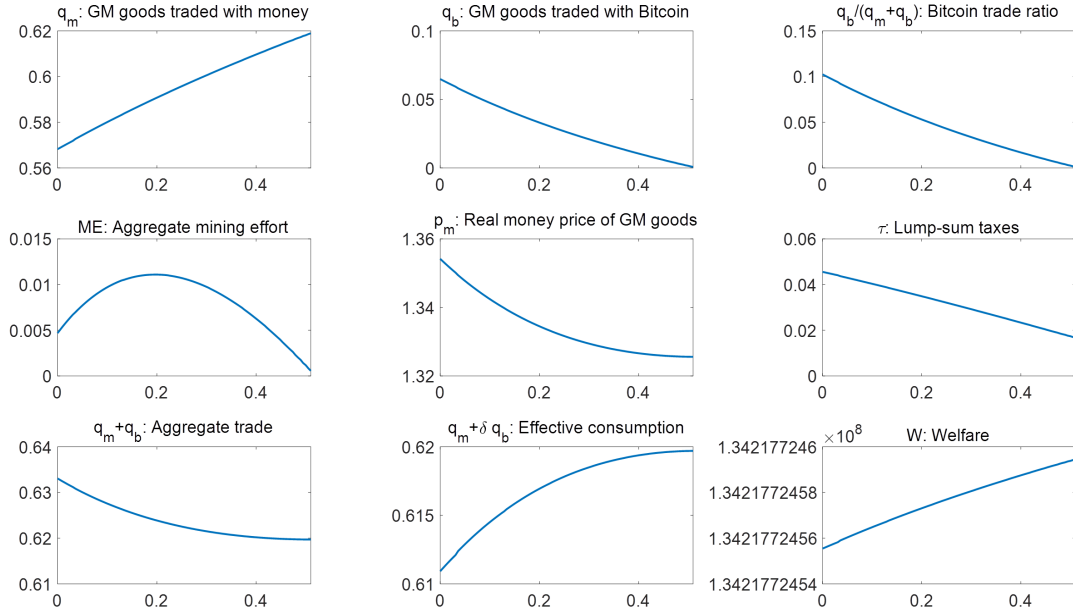 q_m: GM goods traded with money
0.62
0.6
0.58
0.56
0 0.2 0.4
q_b: GM goods traded with Bitcoin
0.1
0.05
0
0 0.2 0.4
q_b/(q_m+q_b): Bitcoin trade ratio
0.15
0.1
0.05
0
0 0.2 0.4
ME: Aggregate mining effort
0.015
0.01
0.005
0
0 0.2 0.4
p_m: Real money price of GM goods
1.36
1.34
1.32
0 0.2 0.4
τ: Lump-sum taxes
0.06
0.04
0.02
0
0 0.2 0.4
q_m+q_b: Aggregate trade
0.64
0.63
0.62
0.61
0 0.2 0.4
q_m+δ q_b: Effective consumption
0.62
0.615
0.61
0 0.2 0.4
W: Welfare
×10^8
1.342177246
1.34217724458
1.34217724456
1.34217724454
0 0.2 0.4